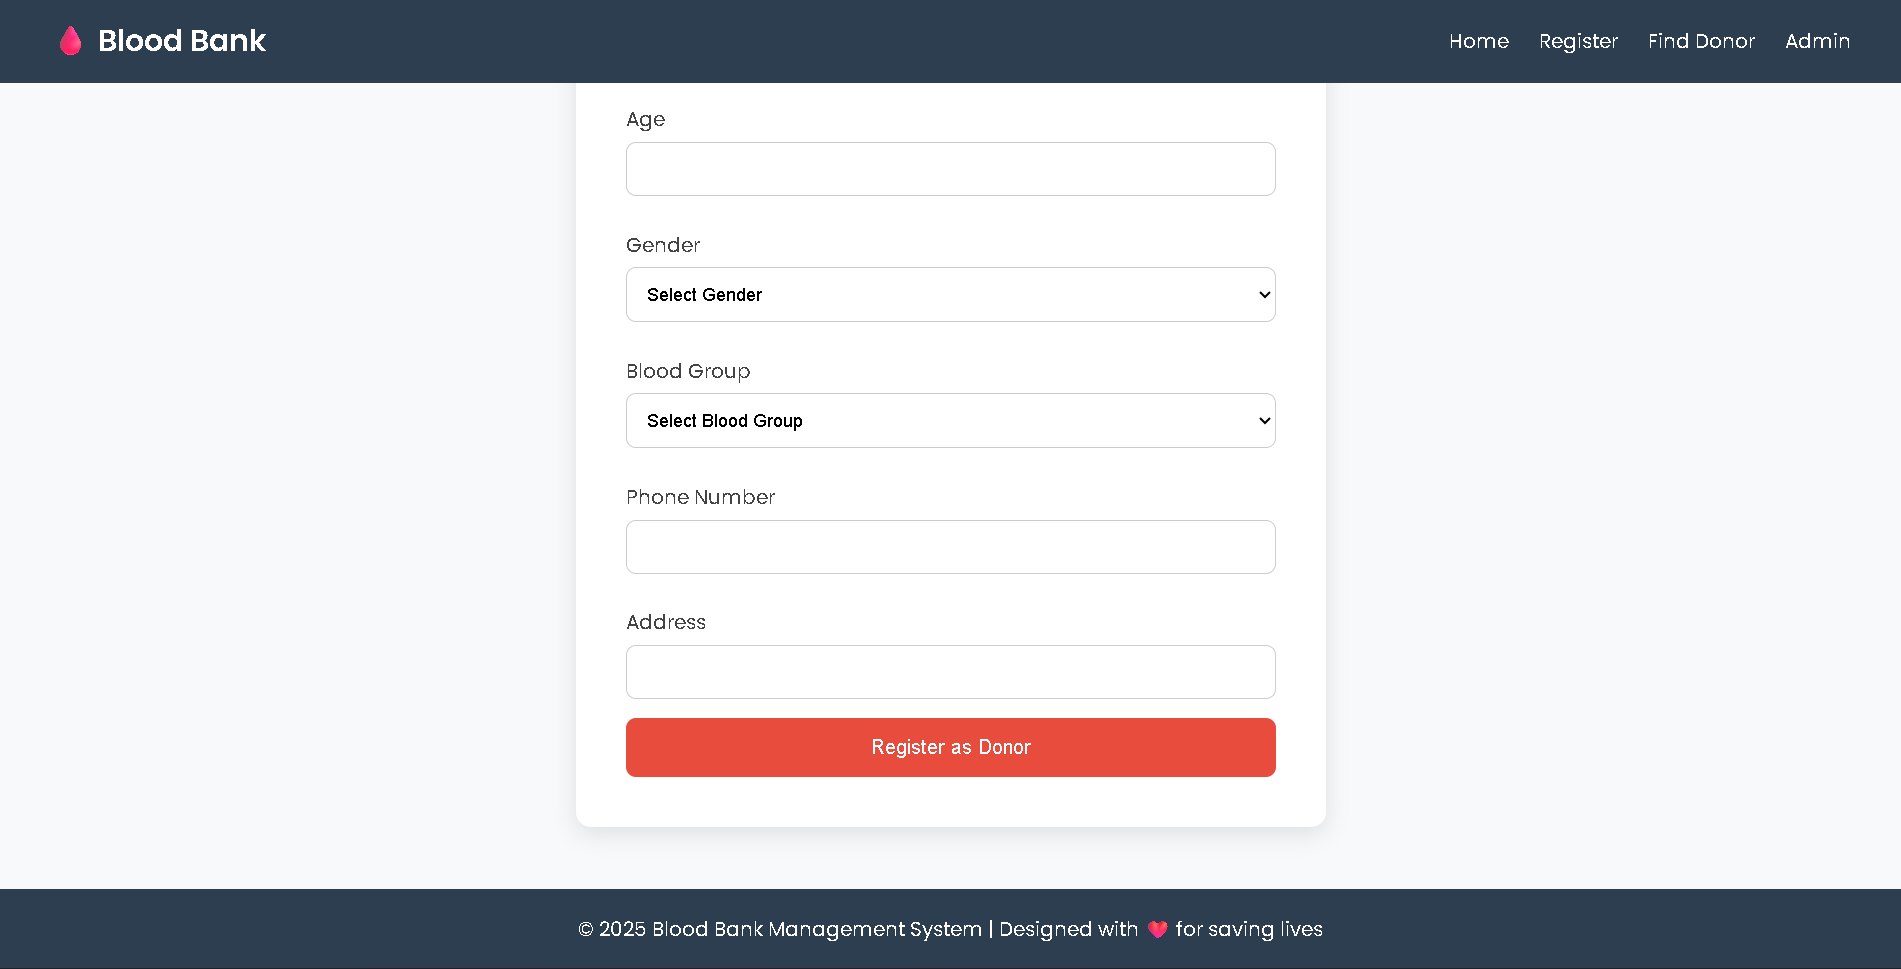 Blood Bank
Home Register Find Donor Admin
Age
Gender
Select Gender
Blood Group
Select Blood Group
Phone Number
Address
Register as Donor
© 2025 Blood Bank Management System | Designed with ❤️ for saving lives